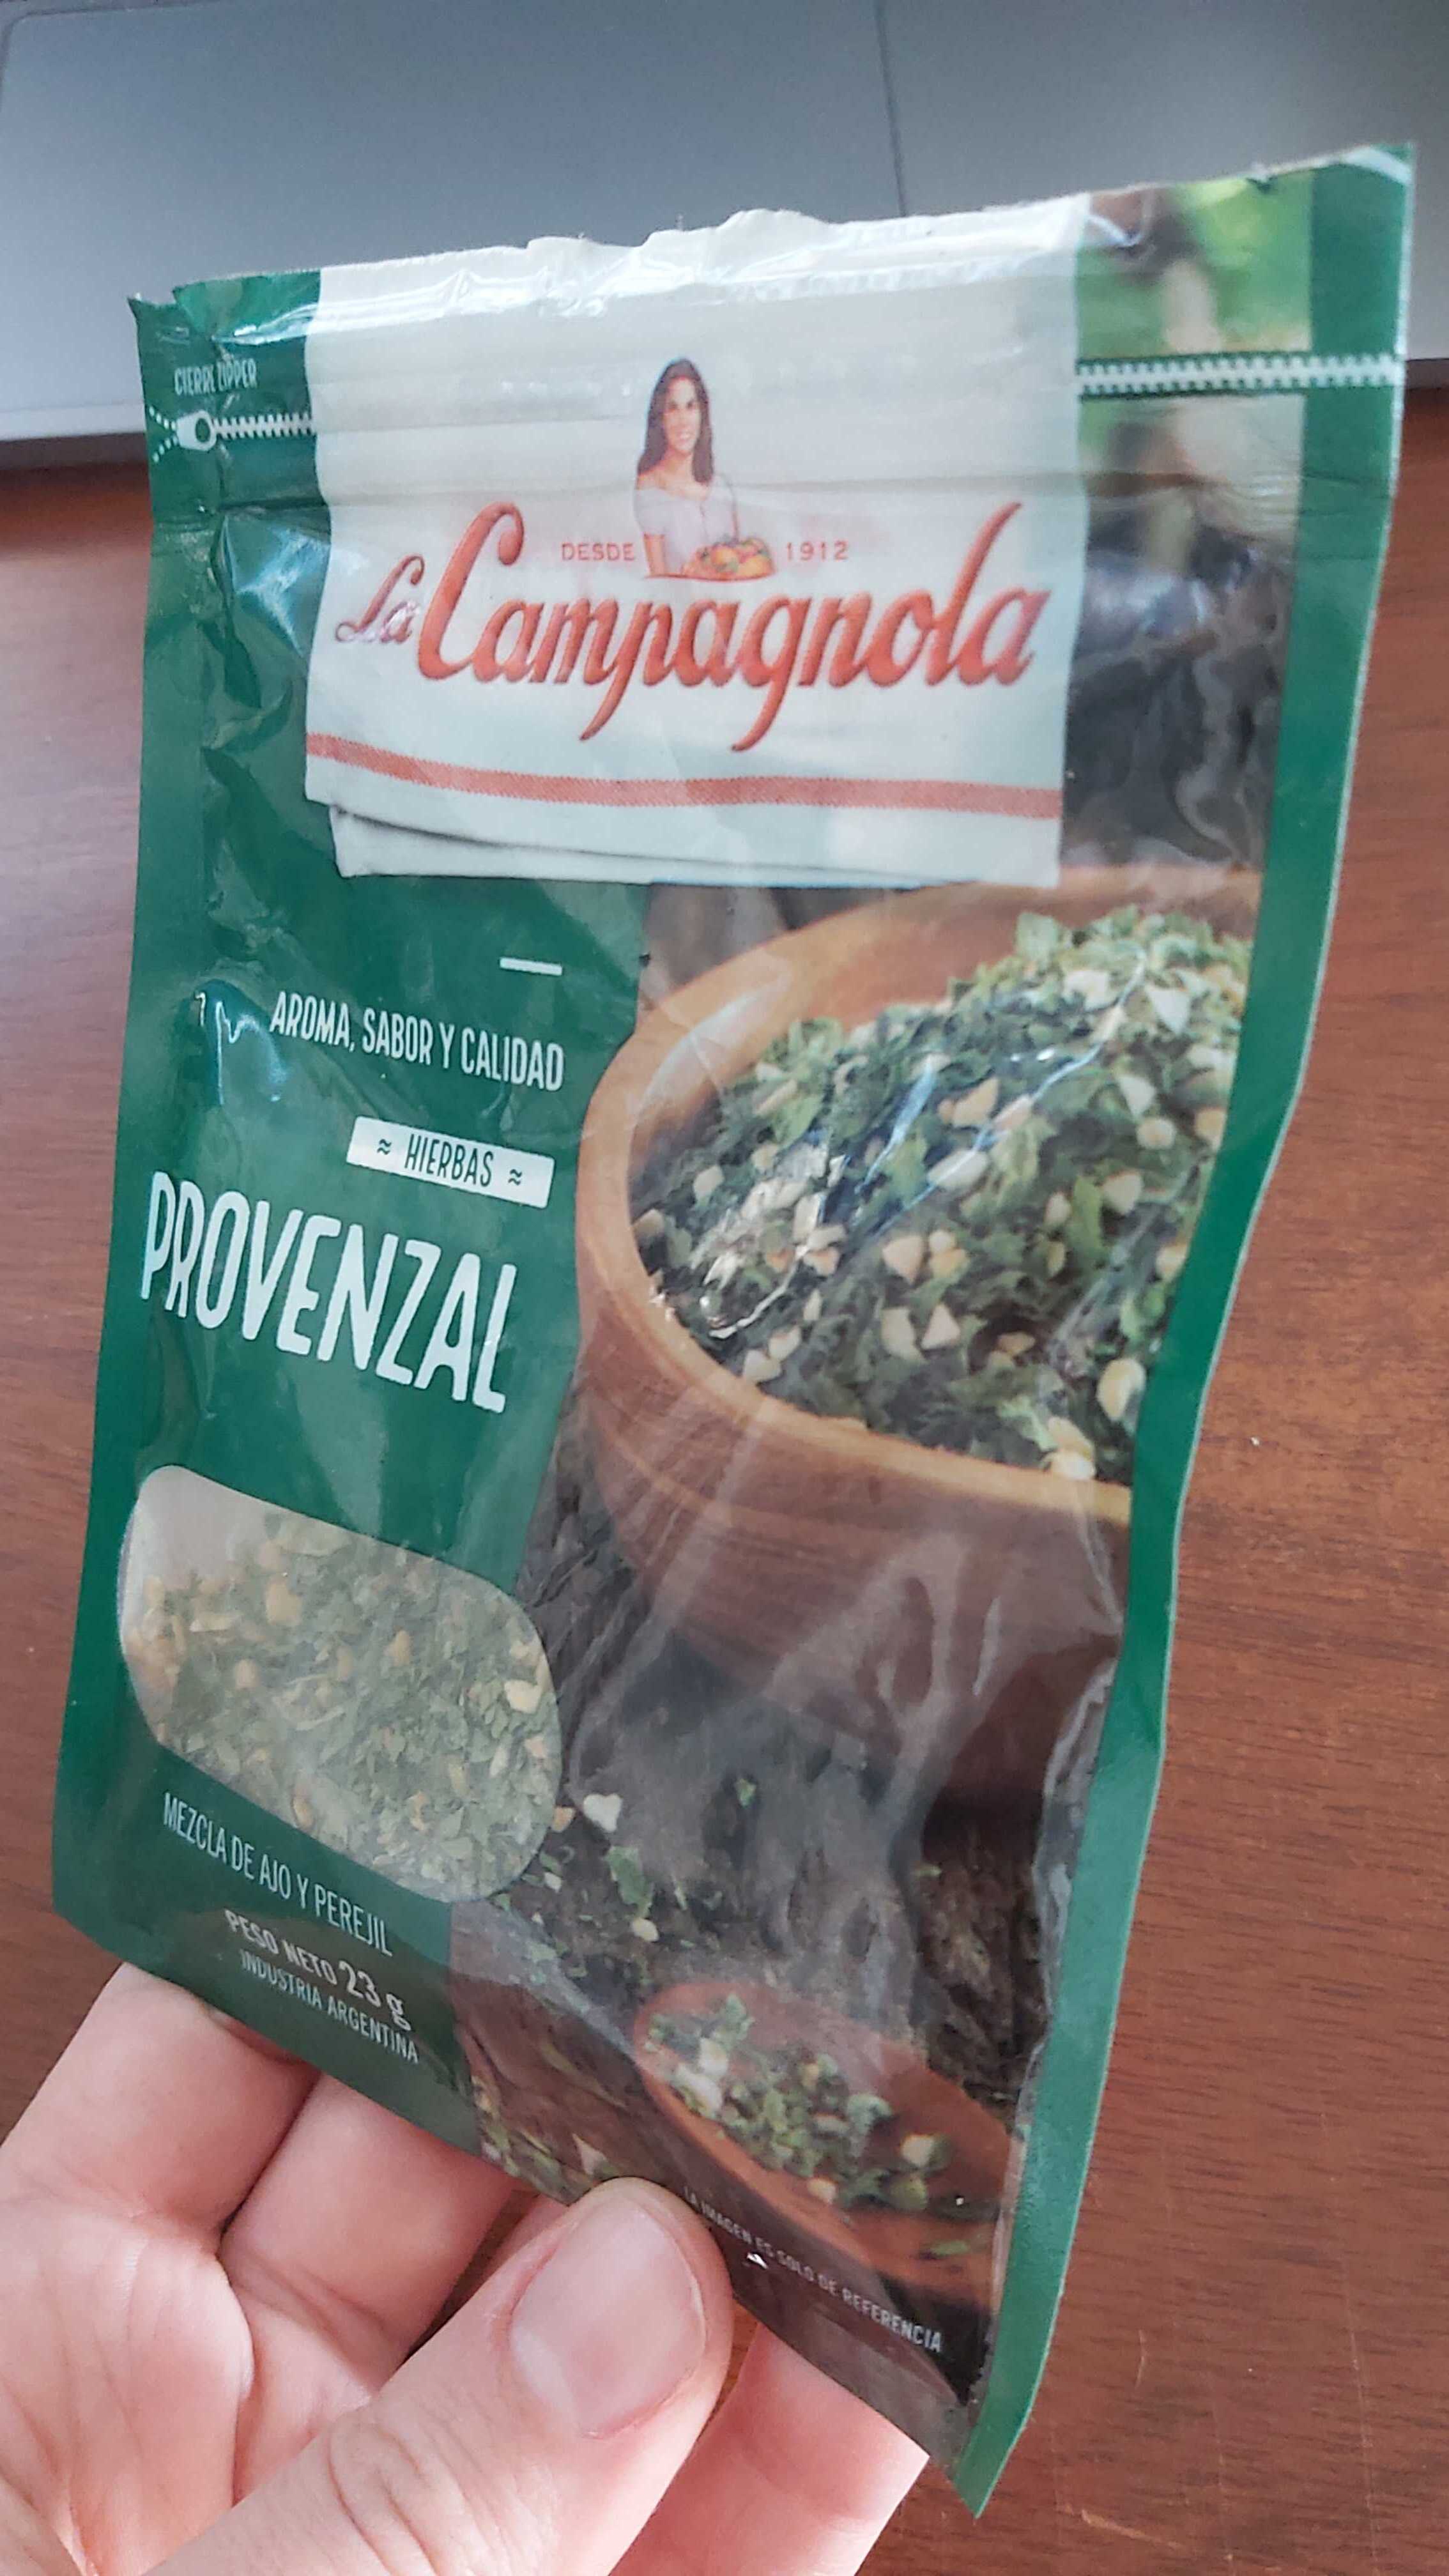 CIERRE ZIPPER
DESDE 1912
La Campagnola
AROMA, SABOR Y CALIDAD
≈ HIERBAS ≈
PROVENZAL
MEZCLA DE AJO Y PEREJIL
PESO NETO 23 g
INDUSTRIA ARGENTINA
LA IMAGEN ES SOLO DE REFERENCIA